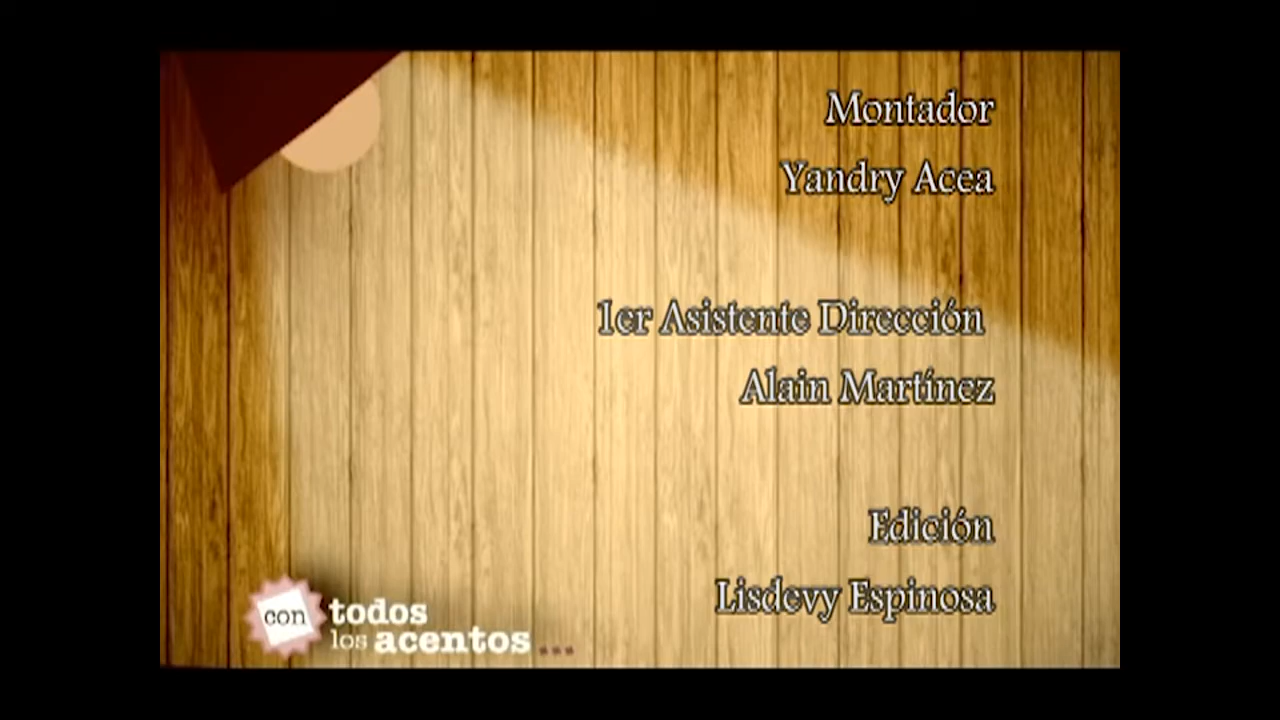 Montador
Yandry Acea
1er Asistente Dirección
Alain Martínez
Edición
Lisdevy Espinosa
con todos
los acentos...